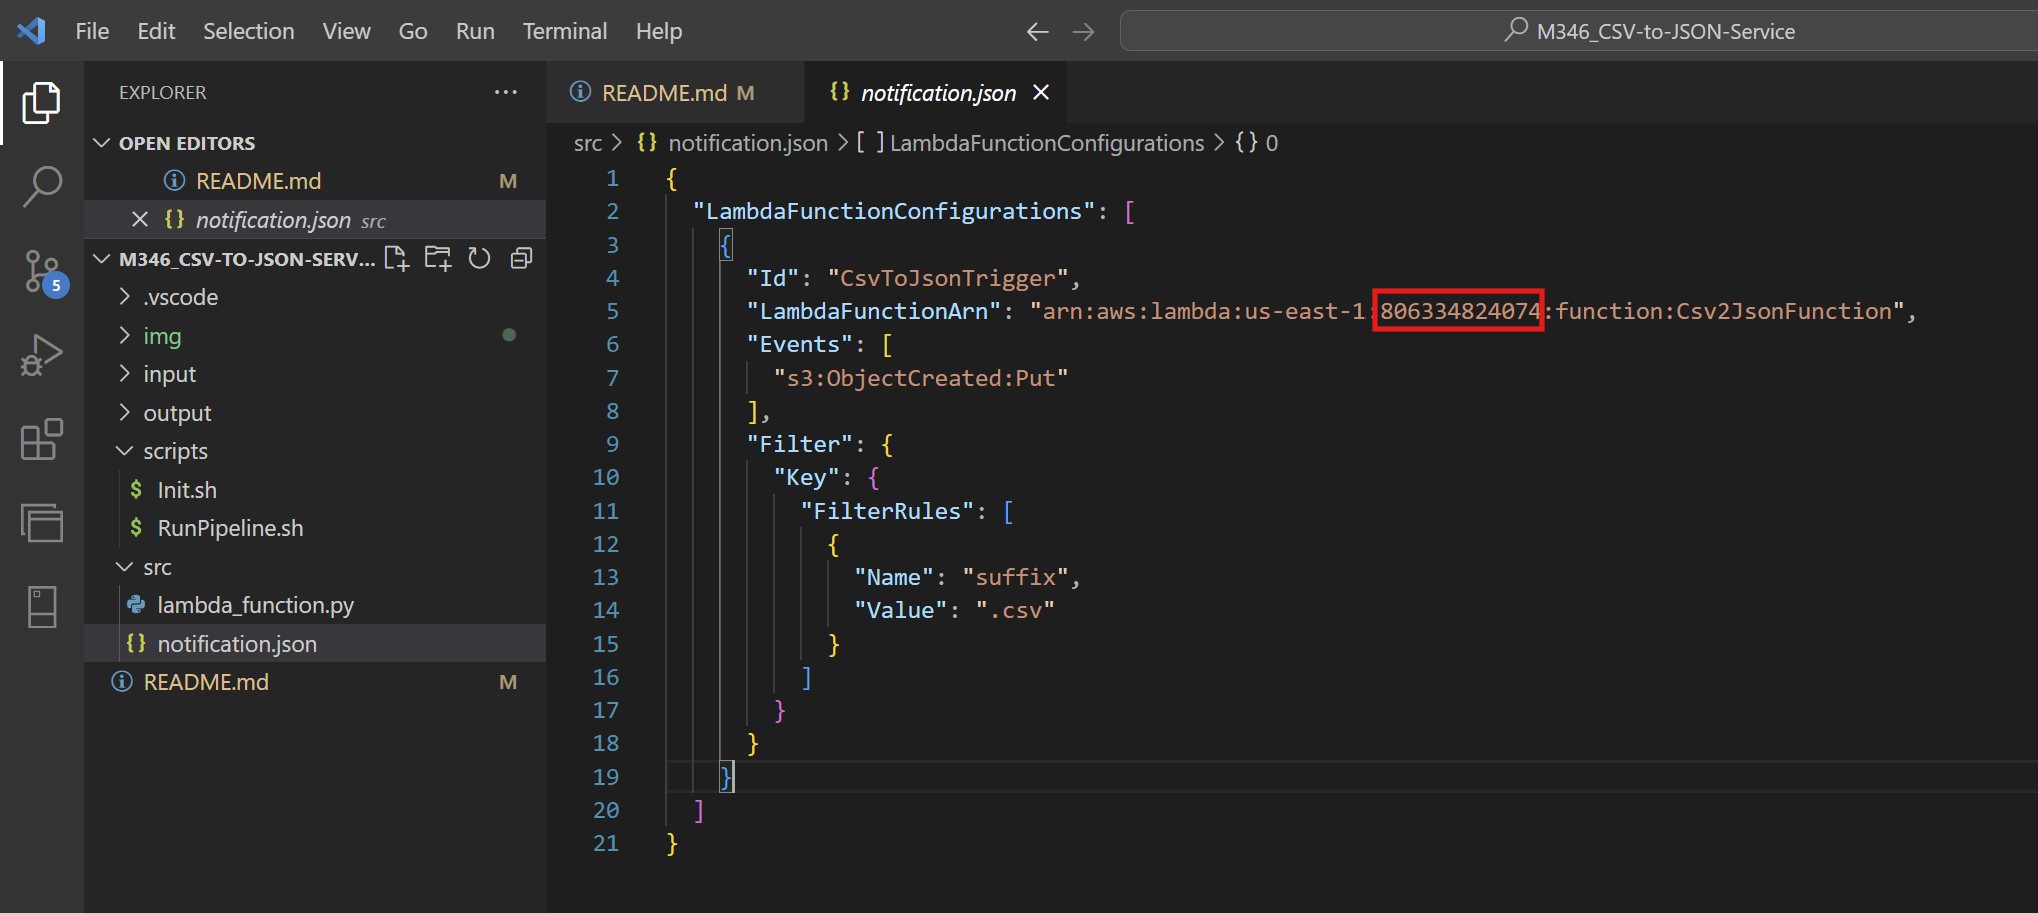 File Edit Selection View Go Run Terminal Help
M346_CSV-to-JSON-Service
EXPLORER
OPEN EDITORS
README.md M
notification.json src
M346_CSV-TO-JSON-SERV...
.vscode
img
input
output
scripts
$ Init.sh
$ RunPipeline.sh
src
lambda_function.py
{} notification.json
README.md M
5
README.md M
{} notification.json
src > {} notification.json > [ ] LambdaFunctionConfigurations > {} 0
1 {
2 "LambdaFunctionConfigurations": [
3 {
4 "Id": "CsvToJsonTrigger",
5 "LambdaFunctionArn": "arn:aws:lambda:us-east-1:806334824074:function:Csv2JsonFunction",
6 "Events": [
7 "s3:ObjectCreated:Put"
8 ],
9 "Filter": {
10 "Key": {
11 "FilterRules": [
12 {
13 "Name": "suffix",
14 "Value": ".csv"
15 }
16 ]
17 }
18 }
19 }
20 ]
21 }